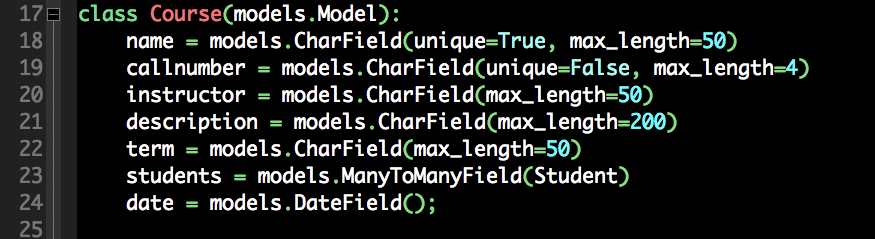 17 class Course(models.Model):
18 name = models.CharField(unique=True, max_length=50)
19 callnumber = models.CharField(unique=False, max_length=4)
20 instructor = models.CharField(max_length=50)
21 description = models.CharField(max_length=200)
22 term = models.CharField(max_length=50)
23 students = models.ManyToManyField(Student)
24 date = models.DateField();
25